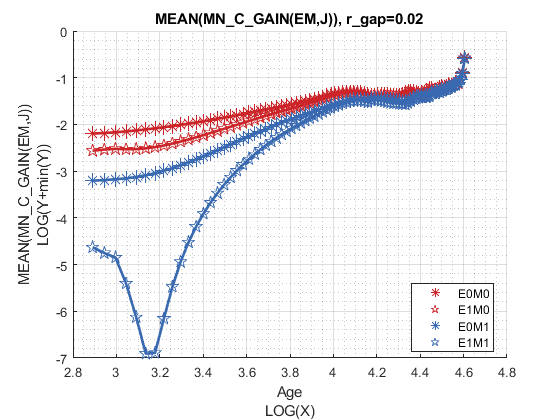 MEAN(MN_C_GAIN(EM,J)), r_gap=0.02
MEAN(MN_C_GAIN(EM,J))
LOG(Y+min(Y))
0
-1
-2
-3
-4
-5
-6
-7
2.8 3 3.2 3.4 3.6 3.8 4 4.2 4.4 4.6 4.8
E0M0
E1M0
E0M1
E1M1
Age
LOG(X)